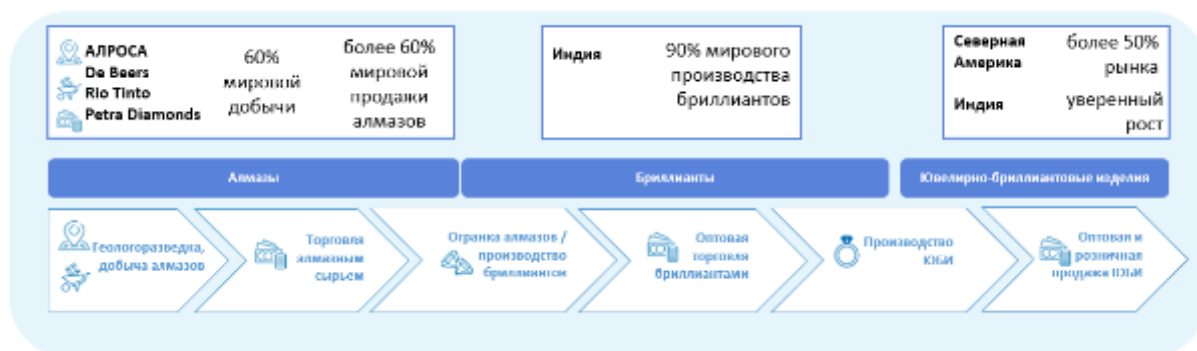 АЛРОСА
De Beers
Rio Tinto
Petra Diamonds
60%
мировой
добычи
более 60%
мировой
продажи
алмазов
Индия
90% мирового
производства
бриллиантов
Северная
Америка
более 50%
рынка
Индия
уверенный
рост
Алмазы
Бриллианты
Ювелирно-бриллиантовые изделия
Геологоразведка,
добыча алмазов
Торговля
алмазным
сырьем
Огранка алмазов /
производство
бриллиантов
Оптовая
торговля
бриллиантами
Производство
ЮБИ
Оптовая и
розничная
продажа ЮБИ